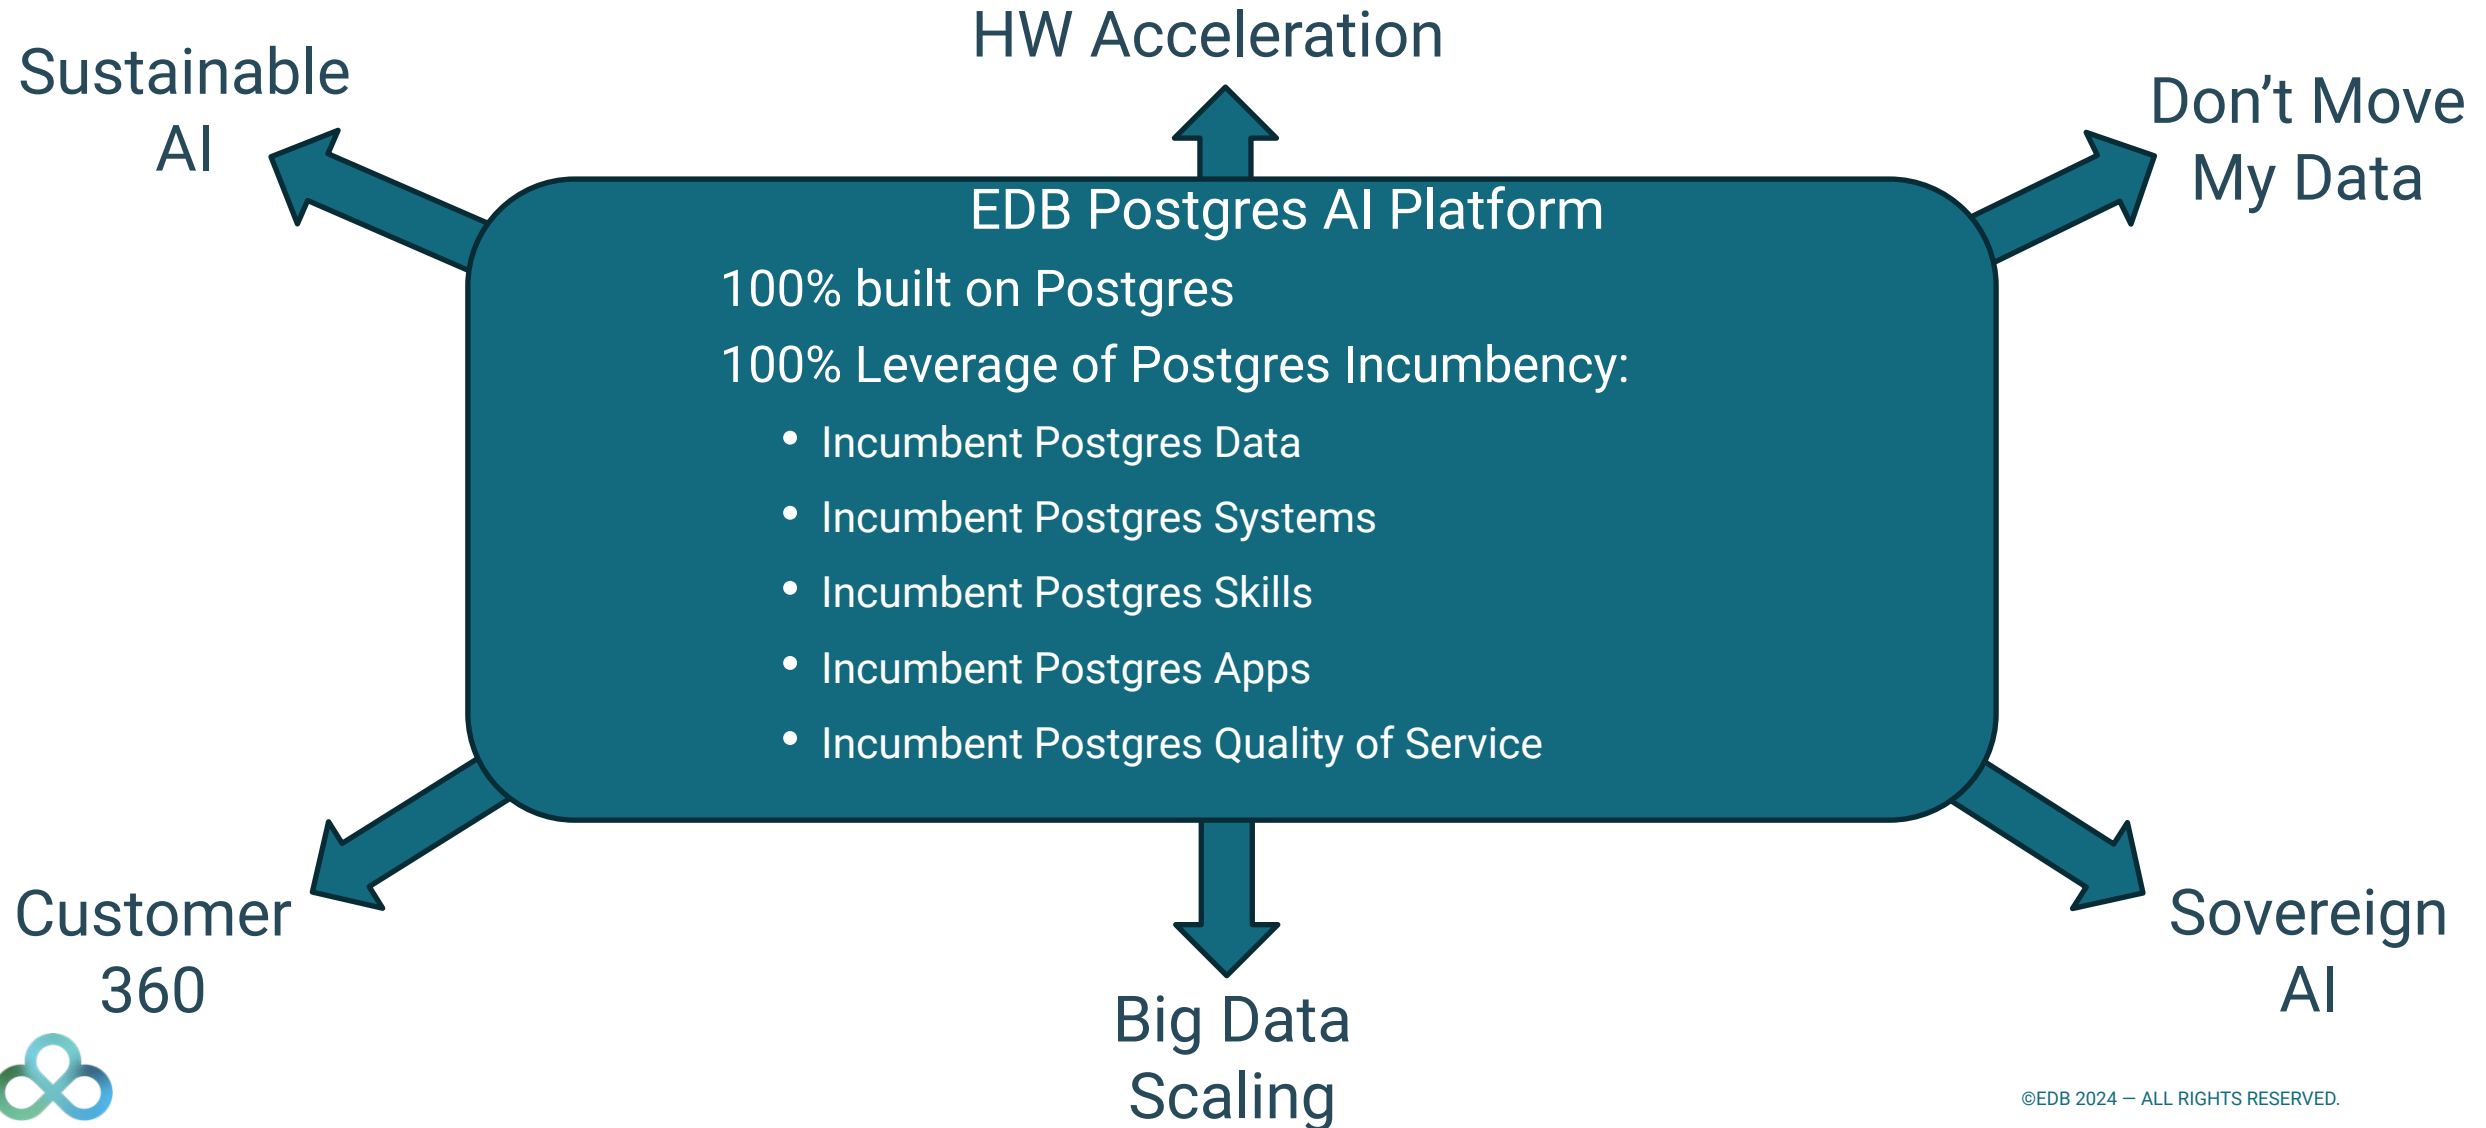 HW Acceleration
Sustainable
AI
Don’t Move
My Data
EDB Postgres AI Platform
100% built on Postgres
100% Leverage of Postgres Incumbency:
• Incumbent Postgres Data
• Incumbent Postgres Systems
• Incumbent Postgres Skills
• Incumbent Postgres Apps
• Incumbent Postgres Quality of Service
Customer
360
Big Data
Scaling
Sovereign
AI
©EDB 2024 — ALL RIGHTS RESERVED.